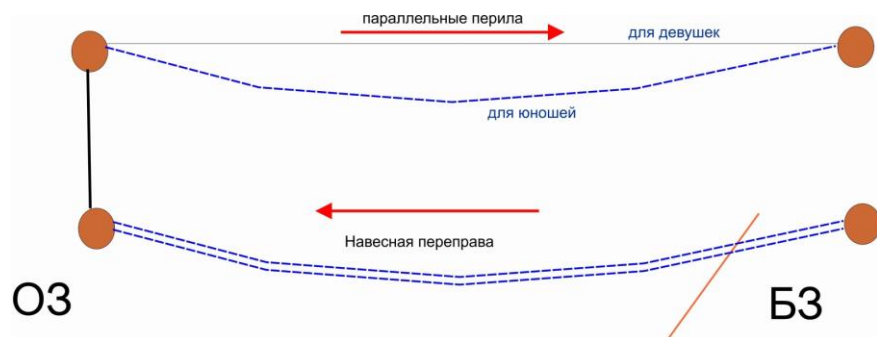 параллельные перила
для девушек
для юношей
Навесная переправа
ОЗ
БЗ